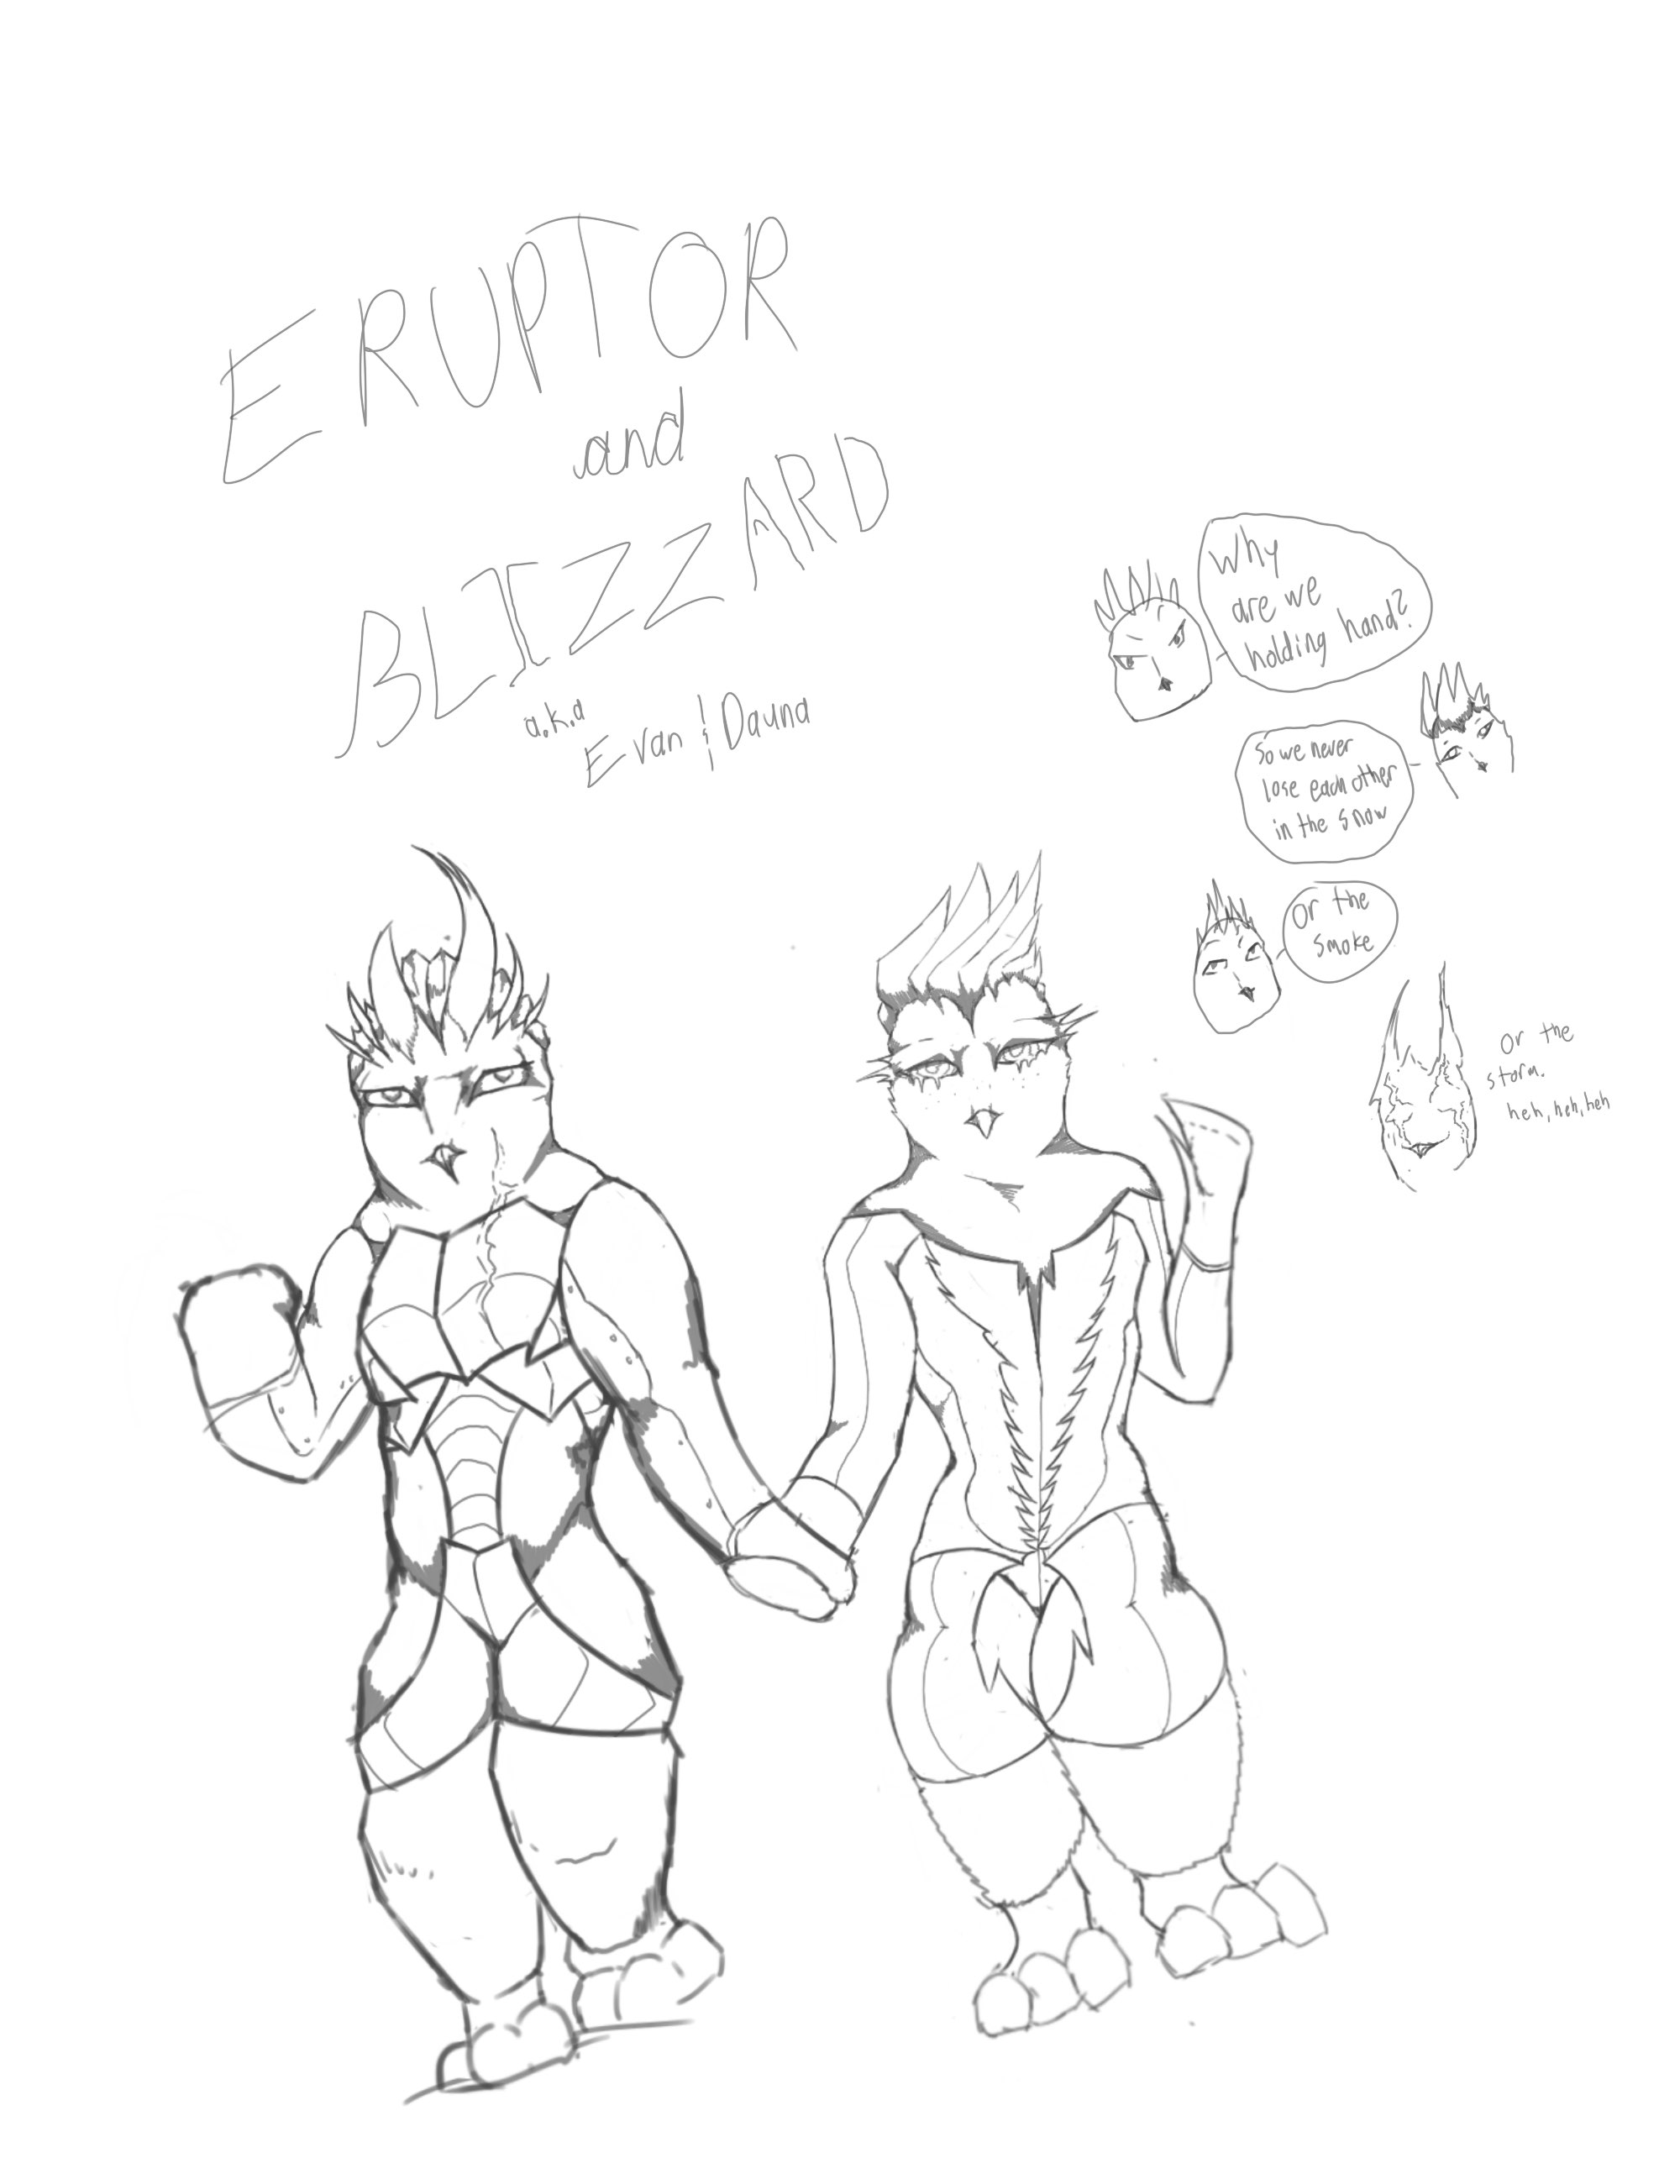 ERUPTOR
and
BLIZZARD
a.k.a
Evan & Dauna
Why
are we
holding hand?
So we never
lose each other
in the snow
Or the
smoke
Or the
storm.
heh, heh, heh